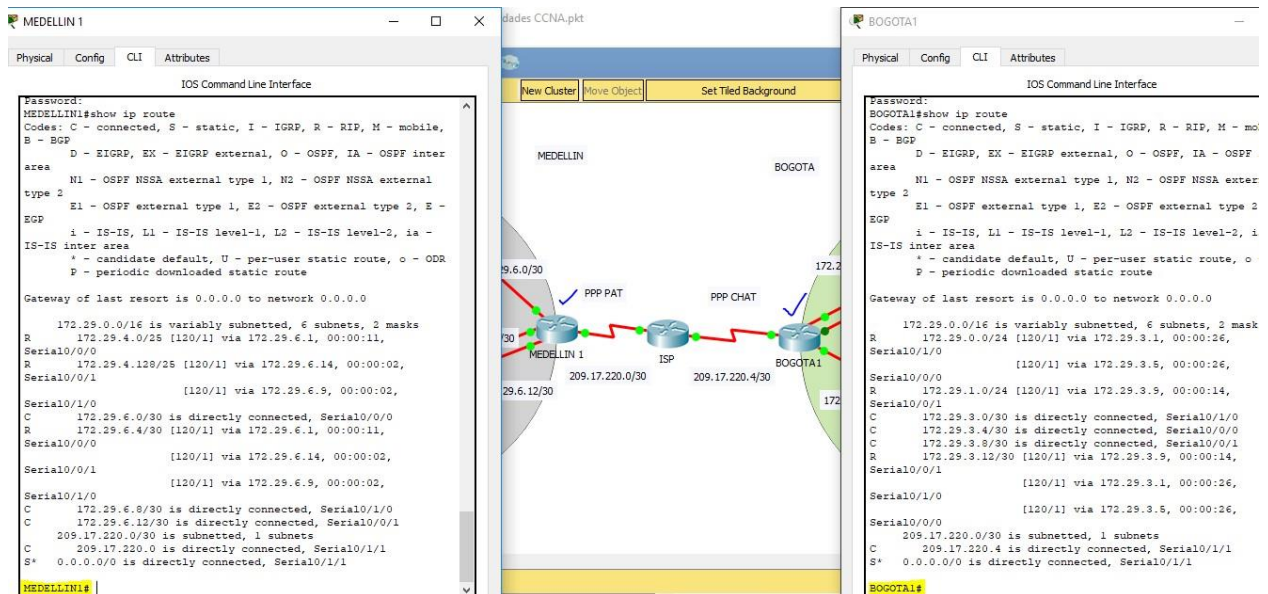 MEDELLIN 1
Physical Config CLI Attributes
IOS Command Line Interface
Password:
MEDELLIN1#show ip route
Codes: C - connected, S - static, I - IGRP, R - RIP, M - mobile,
B - BGP
D - EIGRP, EX - EIGRP external, O - OSPF, IA - OSPF inter
area
N1 - OSPF NSSA external type 1, N2 - OSPF NSSA external
type 2
E1 - OSPF external type 1, E2 - OSPF external type 2, E -
EGP
i - IS-IS, L1 - IS-IS level-1, L2 - IS-IS level-2, ia -
IS-IS inter area
* - candidate default, U - per-user static route, o - ODR
P - periodic downloaded static route
Gateway of last resort is 0.0.0.0 to network 0.0.0.0
172.29.0.0/16 is variably subnetted, 6 subnets, 2 masks
R 172.29.4.0/25 [120/1] via 172.29.6.1, 00:00:11,
Serial0/0/0
R 172.29.4.128/25 [120/1] via 172.29.6.14, 00:00:02,
Serial0/0/1
[120/1] via 172.29.6.9, 00:00:02,
Serial0/1/0
C 172.29.6.0/30 is directly connected, Serial0/0/0
R 172.29.6.4/30 [120/1] via 172.29.6.1, 00:00:11,
Serial0/0/0
[120/1] via 172.29.6.14, 00:00:02,
Serial0/0/1
[120/1] via 172.29.6.9, 00:00:02,
Serial0/1/0
C 172.29.6.8/30 is directly connected, Serial0/1/0
C 172.29.6.12/30 is directly connected, Serial0/0/1
209.17.220.0/30 is subnetted, 1 subnets
C 209.17.220.0 is directly connected, Serial0/1/1
S* 0.0.0.0/0 is directly connected, Serial0/1/1
MEDELLIN1#
dades CCNA.pkt
New Cluster Move Object Set Tiled Background
MEDELLIN
BOGOTA
29.6.0/30
172.2
PPP PAT
PPP CHAT
/30
MEDELLIN 1
ISP
BOGOTA1
209.17.220.0/30
209.17.220.4/30
29.6.12/30
172
BOGOTA1
Physical Config CLI Attributes
IOS Command Line Interface
Password:
BOGOTA1#show ip route
Codes: C - connected, S - static, I - IGRP, R - RIP, M - mo
B - BGP
D - EIGRP, EX - EIGRP external, O - OSPF, IA - OSPF
area
N1 - OSPF NSSA external type 1, N2 - OSPF NSSA exter
type 2
E1 - OSPF external type 1, E2 - OSPF external type 2
EGP
i - IS-IS, L1 - IS-IS level-1, L2 - IS-IS level-2, i
IS-IS inter area
* - candidate default, U - per-user static route, o
P - periodic downloaded static route
Gateway of last resort is 0.0.0.0 to network 0.0.0.0
172.29.0.0/16 is variably subnetted, 6 subnets, 2 mask
R 172.29.0.0/24 [120/1] via 172.29.3.1, 00:00:26,
Serial0/1/0
[120/1] via 172.29.3.5, 00:00:26,
Serial0/0/0
R 172.29.1.0/24 [120/1] via 172.29.3.9, 00:00:14,
Serial0/0/1
C 172.29.3.0/30 is directly connected, Serial0/1/0
C 172.29.3.4/30 is directly connected, Serial0/0/0
C 172.29.3.8/30 is directly connected, Serial0/0/1
R 172.29.3.12/30 [120/1] via 172.29.3.9, 00:00:14,
Serial0/0/1
[120/1] via 172.29.3.1, 00:00:26,
Serial0/1/0
[120/1] via 172.29.3.5, 00:00:26,
Serial0/0/0
209.17.220.0/30 is subnetted, 1 subnets
C 209.17.220.4 is directly connected, Serial0/1/1
S* 0.0.0.0/0 is directly connected, Serial0/1/1
BOGOTA1#